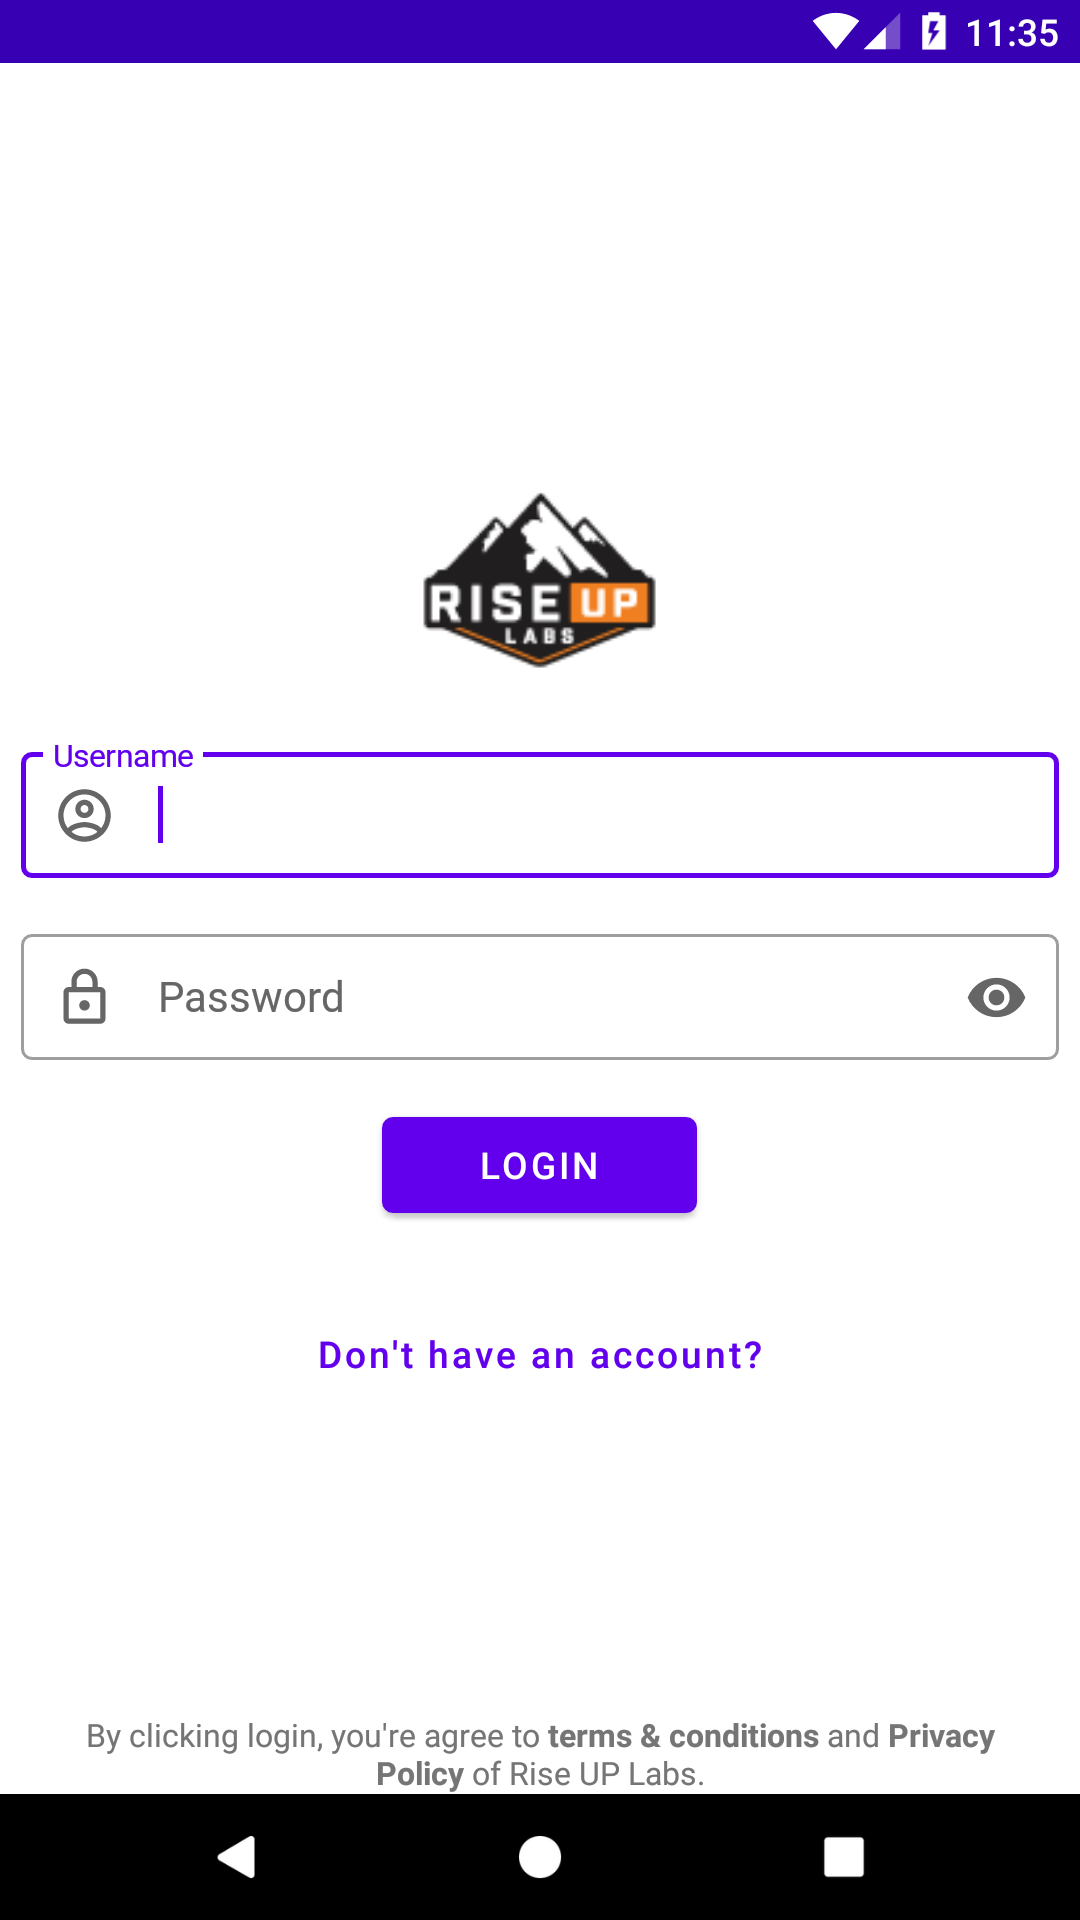 11:35
RISE UP
LABS
Username
Password
LOGIN
Don't have an account?
By clicking login, you're agree to terms & conditions and Privacy
Policy of Rise UP Labs.